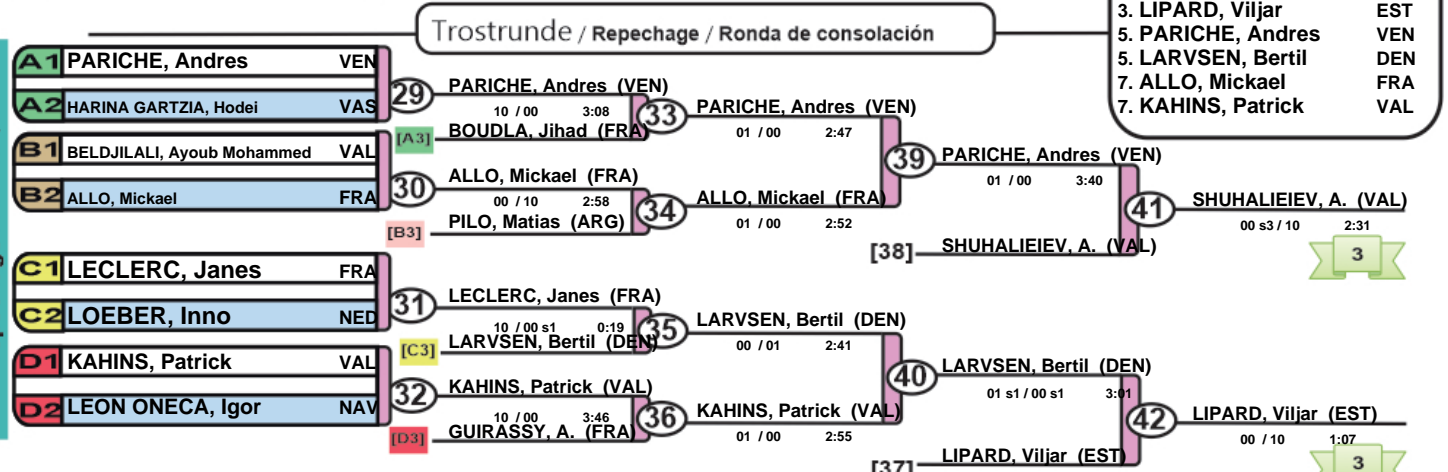 Trostrunde / Repechage / Ronda de consolación
3. LIPARD, Viljar EST
5. PARICHE, Andres VEN
5. LARVSEN, Bertil DEN
7. ALLO, Mickael FRA
7. KAHINS, Patrick VAL
A1 PARICHE, Andres VEN
A2 HARINA GARTZIA, Hodei VAS
B1 BELDJILALI, Ayoub Mohammed VAL
B2 ALLO, Mickael FRA
C1 LECLERC, Janes FRA
C2 LOEBER, Inno NED
D1 KAHINS, Patrick VAL
D2 LEON ONECA, Igor NAV
29 PARICHE, Andres (VEN)
10 / 00 3:08
[A3] BOUDLA, Jihad (FRA)
30 ALLO, Mickael (FRA)
00 / 10 2:58
[B3] PILO, Matias (ARG)
31 LECLERC, Janes (FRA)
10 / 00 s1 0:19
[C3] LARVSEN, Bertil (DEN)
32 KAHINS, Patrick (VAL)
10 / 00 3:46
[D3] GUIRASSY, A. (FRA)
33 PARICHE, Andres (VEN)
01 / 00 2:47
34 ALLO, Mickael (FRA)
01 / 00 2:52
35 LARVSEN, Bertil (DEN)
00 / 01 2:41
36 KAHINS, Patrick (VAL)
01 / 00 2:55
39 PARICHE, Andres (VEN)
01 / 00 3:40
[38] SHUHALIEIEV, A. (VAL)
40 LARVSEN, Bertil (DEN)
01 s1 / 00 s1 3:01
[37] LIPARD, Viljar (EST)
41 SHUHALIEIEV, A. (VAL)
00 s3 / 10 2:31
3
42 LIPARD, Viljar (EST)
00 / 10 1:07
3